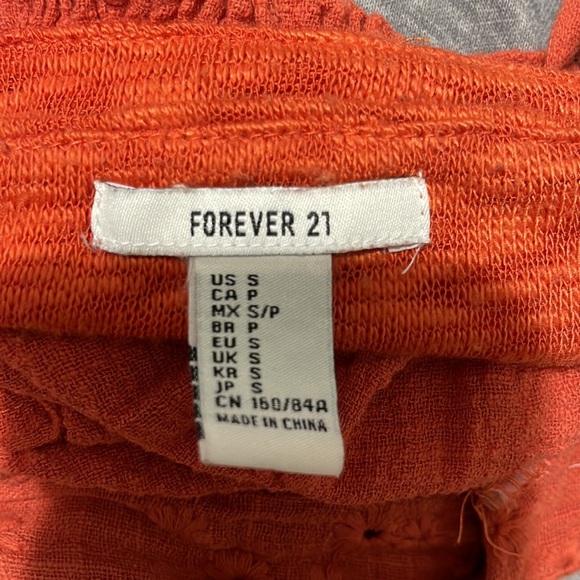 FOREVER 21
US S
CA P
MX S/P
BR P
EU S
UK S
KR S
JP S
CN 160/84A
MADE IN CHINA